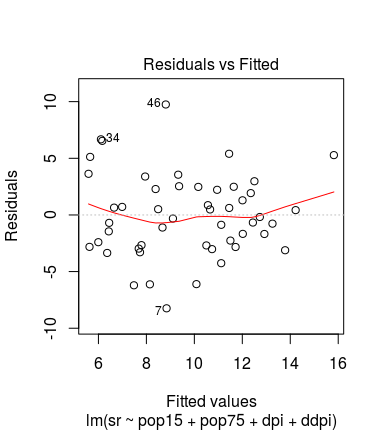 Residuals vs Fitted
Residuals
10
5
0
-5
-10
46
34
7
6 8 10 12 14 16
Fitted values
lm(sr ~ pop15 + pop75 + dpi + ddpi)